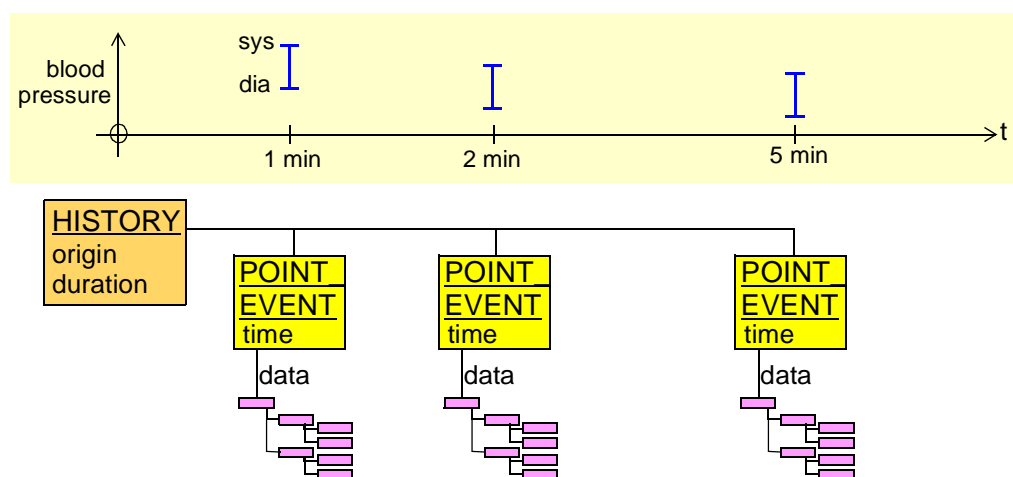 sys
blood
pressure
dia
t
1 min
2 min
5 min
HISTORY
origin
duration
POINT_
EVENT
time
data
POINT_
EVENT
time
data
POINT_
EVENT
time
data